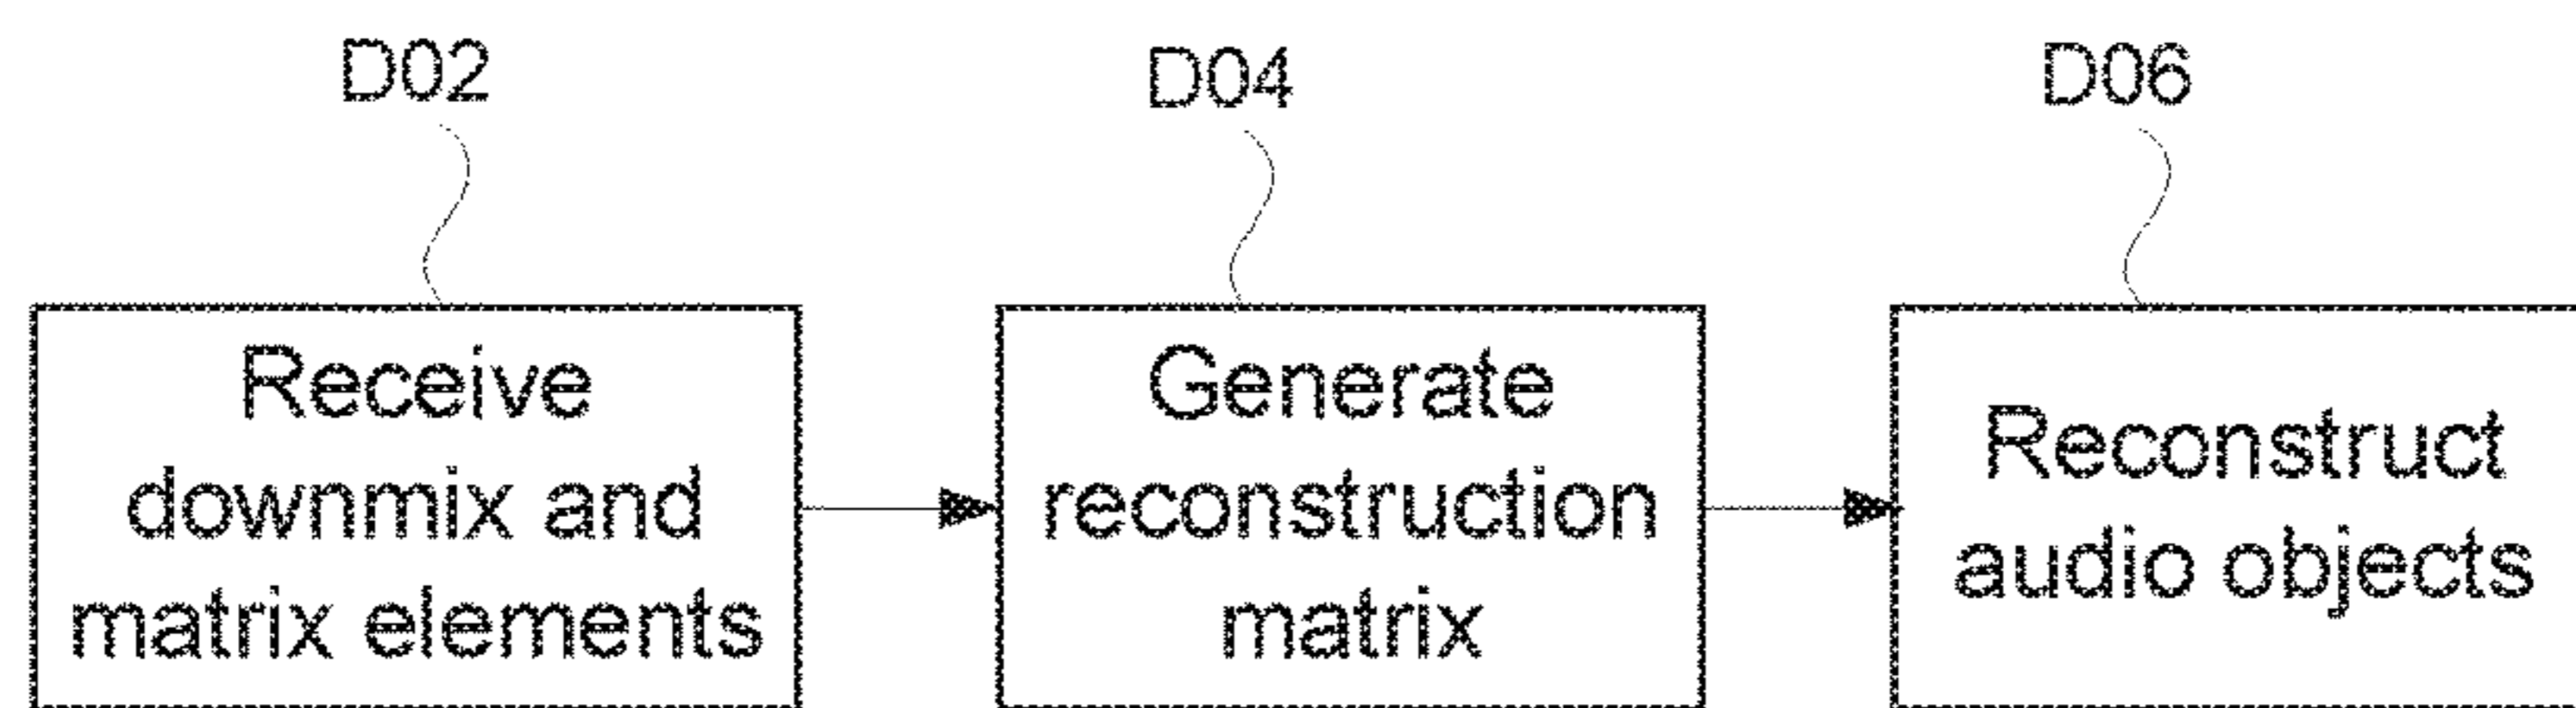 D02
D04
D06
Receive
downmix and
matrix elements
Generate
reconstruction
matrix
Reconstruct
audio objects